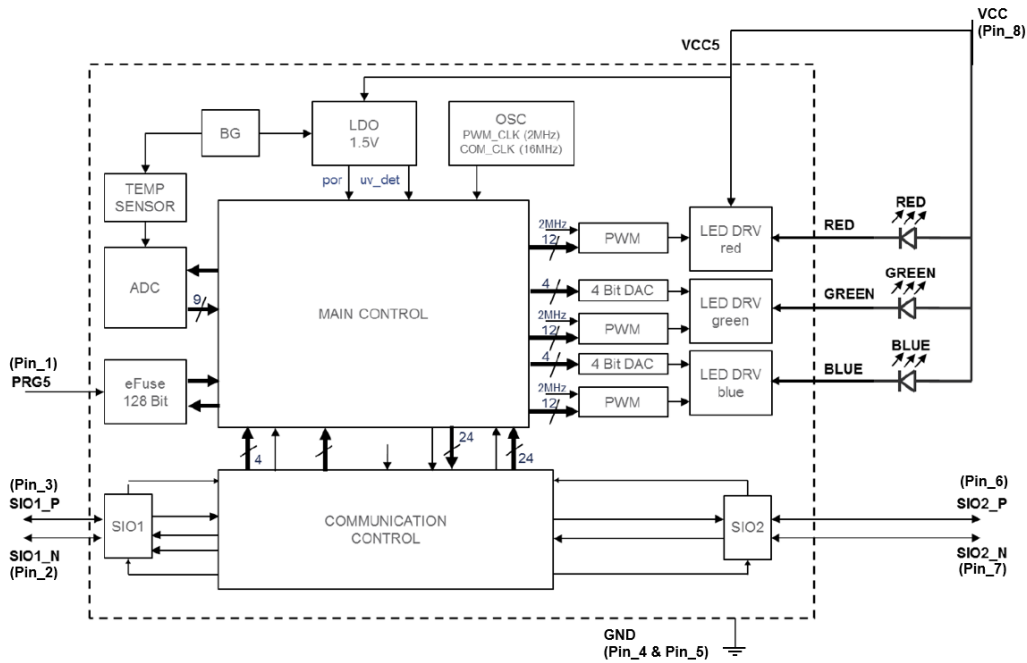 VCC
(Pin_8)
VCC5
BG
LDO
1.5V
OSC
PWM_CLK (2MHz)
COM_CLK (16MHz)
por
uv_det
TEMP
SENSOR
ADC
9
MAIN CONTROL
2MHz
12
PWM
LED DRV
red
RED
RED
4
4 Bit DAC
2MHz
12
PWM
LED DRV
green
GREEN
GREEN
4
4 Bit DAC
2MHz
12
PWM
LED DRV
blue
BLUE
BLUE
(Pin_1)
PRG5
eFuse
128 Bit
4
24
24
(Pin_3)
SIO1_P
SIO1_N
(Pin_2)
SIO1
COMMUNICATION
CONTROL
SIO2
(Pin_6)
SIO2_P
SIO2_N
(Pin_7)
GND
(Pin_4 & Pin_5)